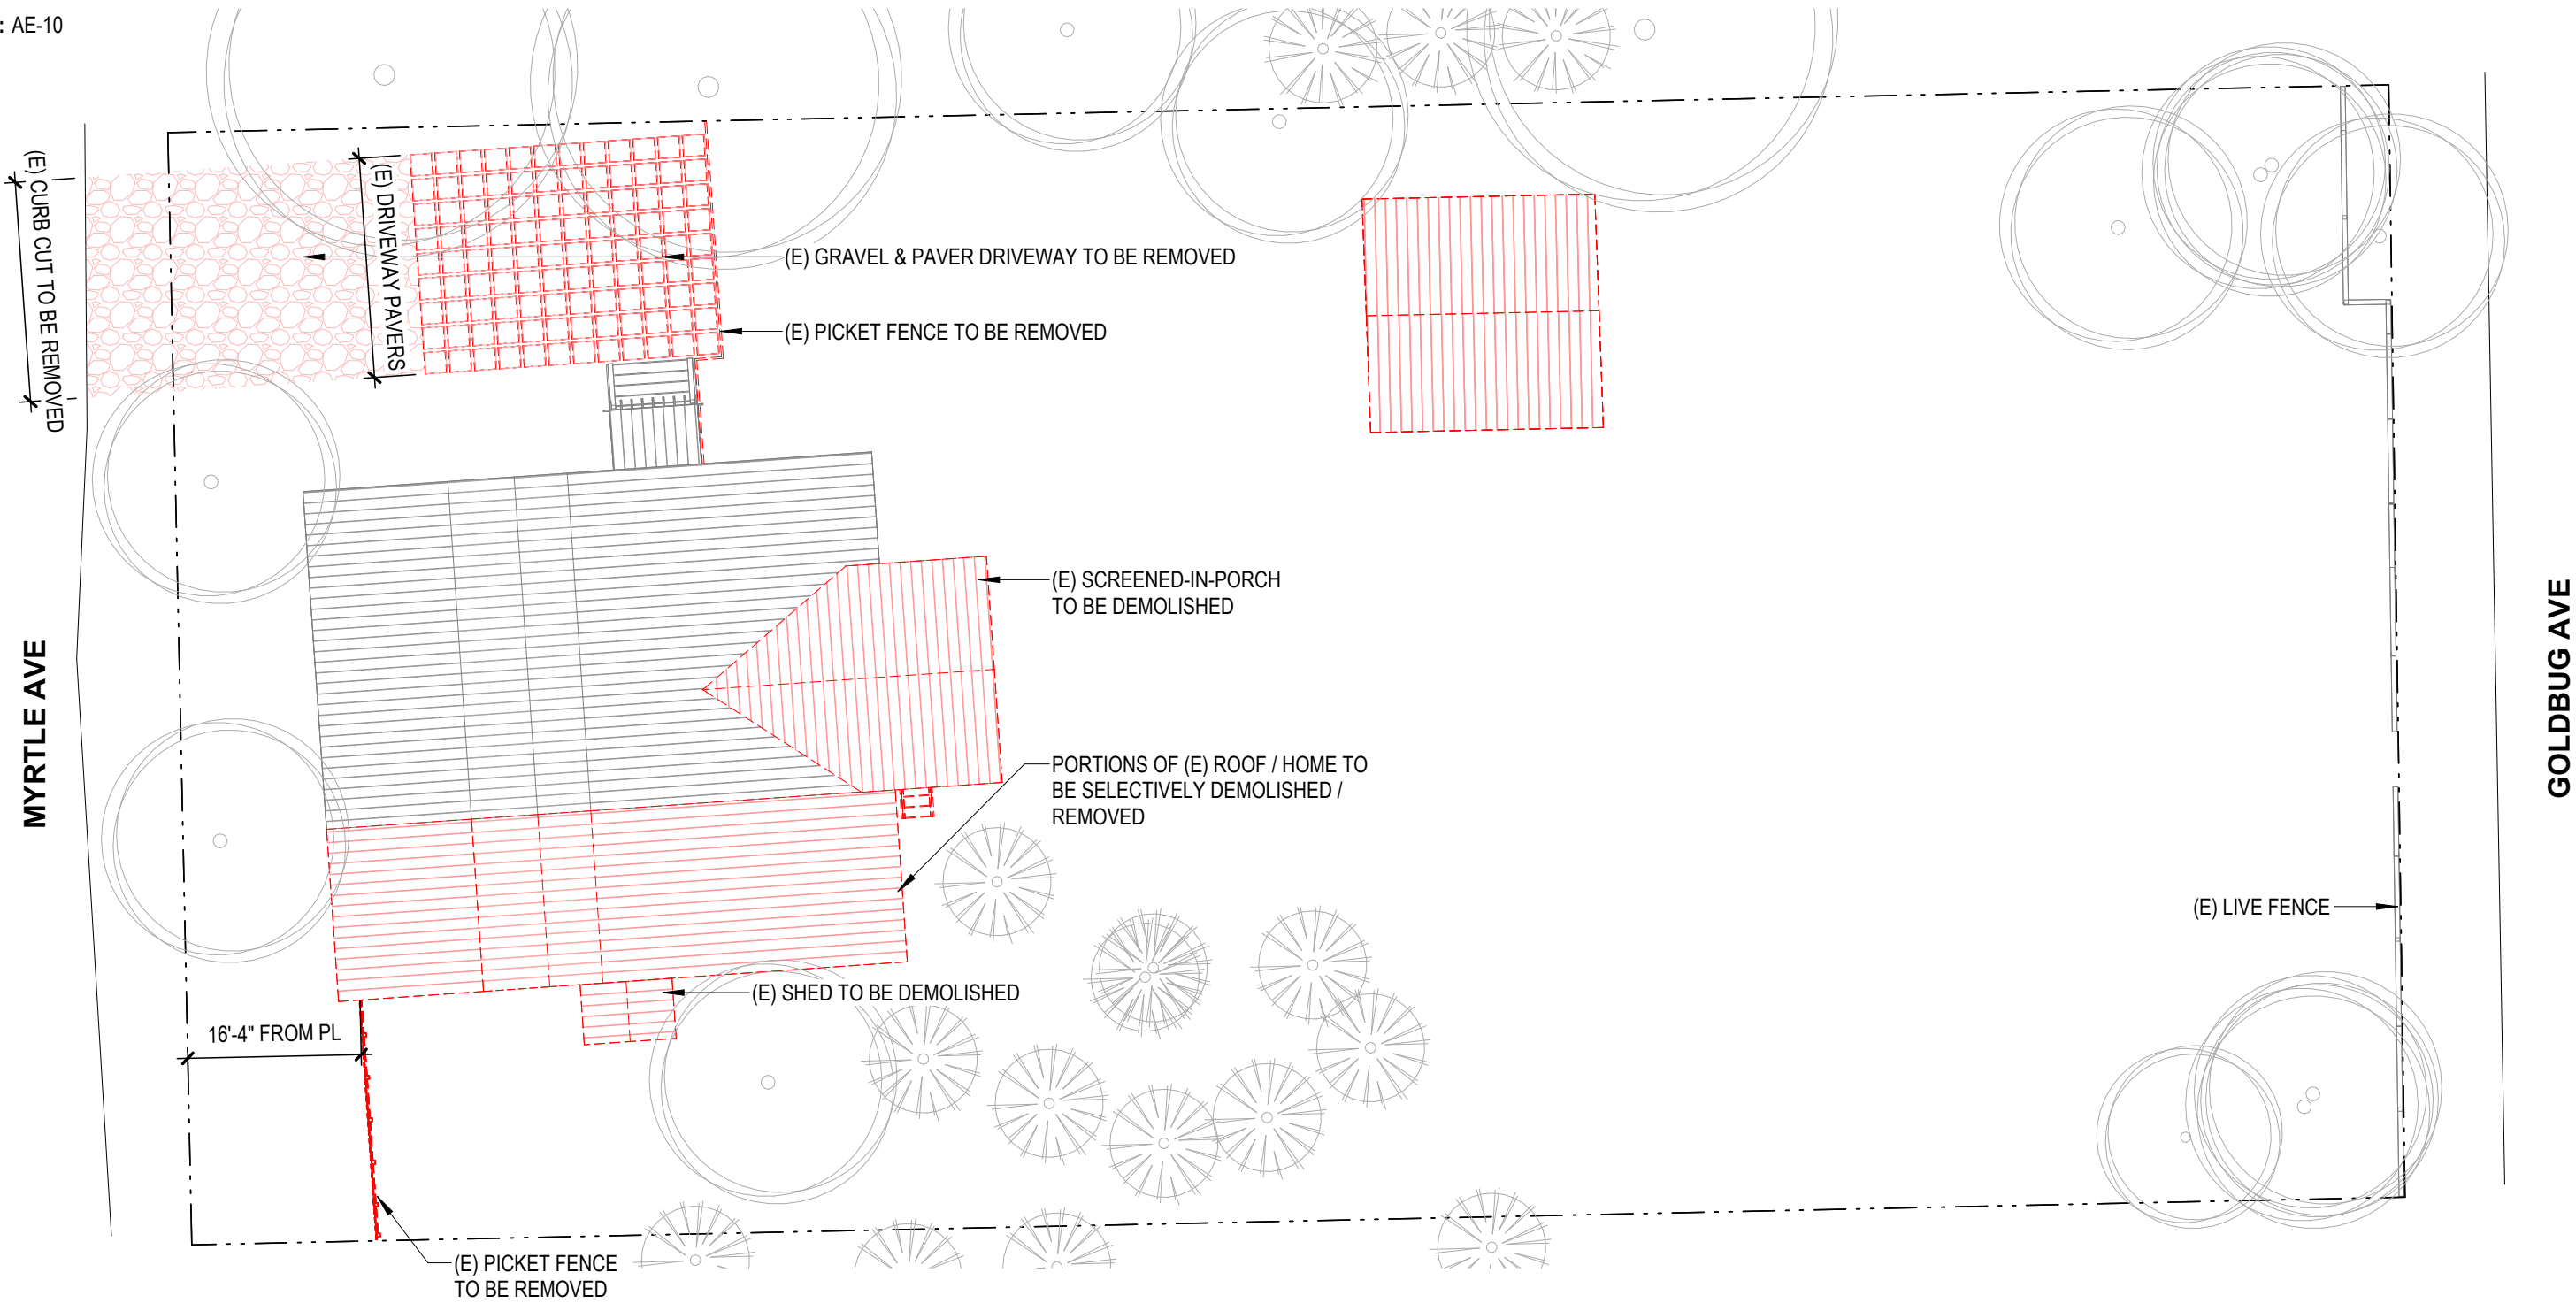 : AE-10
(E) CURB CUT TO BE REMOVED
(E) DRIVEWAY PAVERS
(E) GRAVEL & PAVER DRIVEWAY TO BE REMOVED
(E) PICKET FENCE TO BE REMOVED
(E) SCREENED-IN-PORCH
TO BE DEMOLISHED
MYRTLE AVE
GOLDBUG AVE
PORTIONS OF (E) ROOF / HOME TO
BE SELECTIVELY DEMOLISHED /
REMOVED
(E) LIVE FENCE
(E) SHED TO BE DEMOLISHED
16'-4" FROM PL
(E) PICKET FENCE
TO BE REMOVED